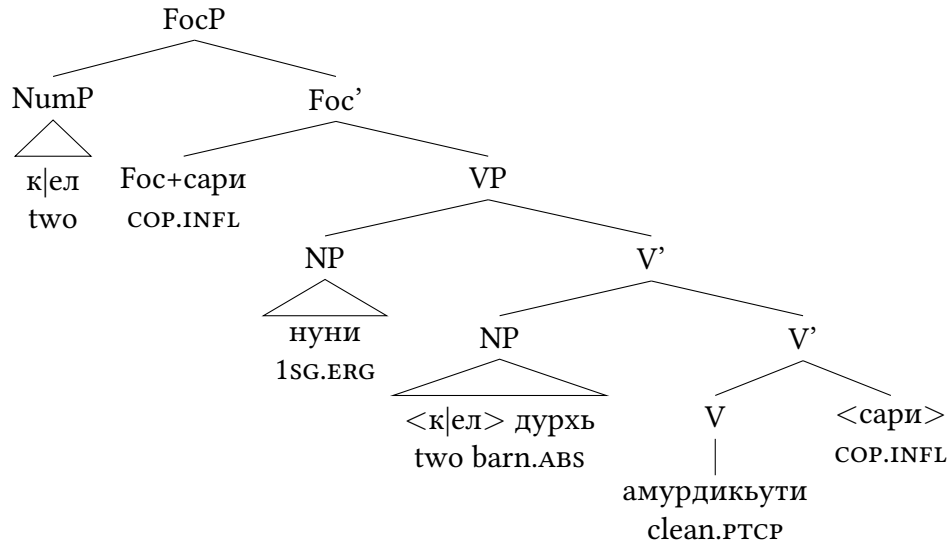 FocP
NumP Foc’
к|ел Foc+сари VP
two COP.INFL
NP V’
нуни NP V’
1SG.ERG
<к|ел> дурхь V <сари>
two barn.ABS COP.INFL
амурдикьути
clean.PTCP